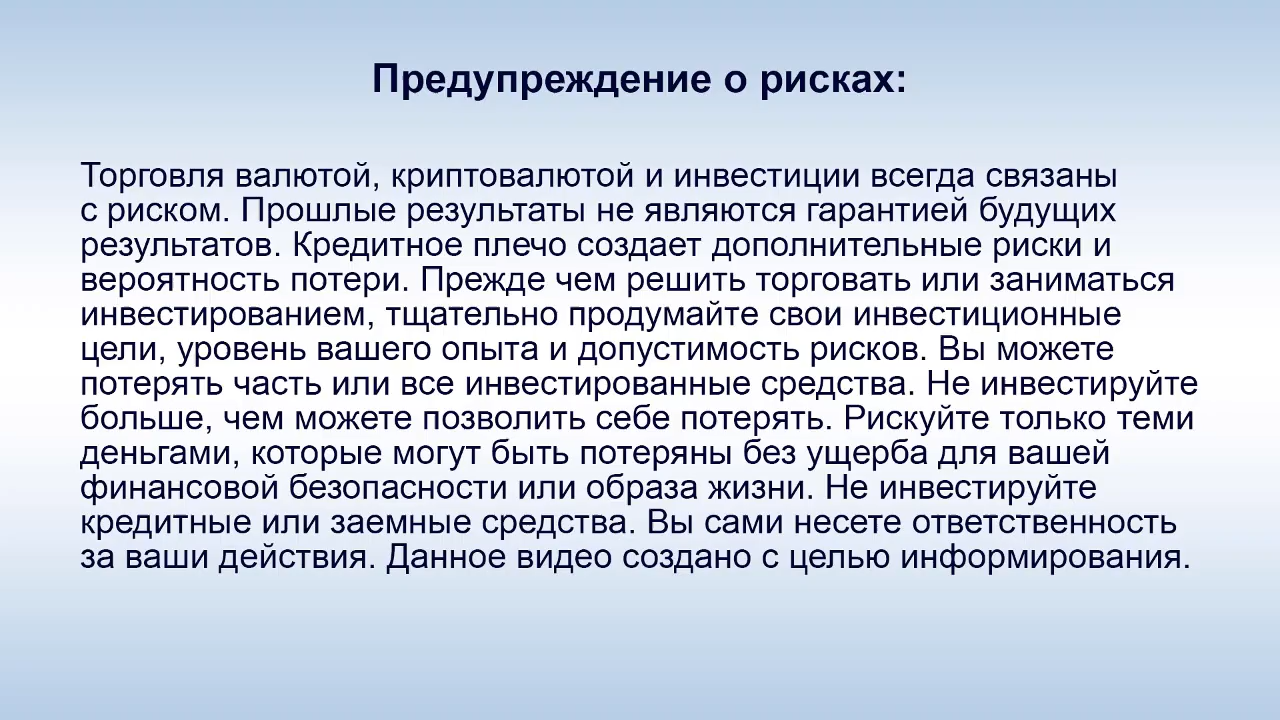 Предупреждение о рисках:
Торговля валютой, криптовалютой и инвестиции всегда связаны
с риском. Прошлые результаты не являются гарантией будущих
результатов. Кредитное плечо создает дополнительные риски и
вероятность потери. Прежде чем решить торговать или заниматься
инвестированием, тщательно продумайте свои инвестиционные
цели, уровень вашего опыта и допустимость рисков. Вы можете
потерять часть или все инвестированные средства. Не инвестируйте
больше, чем можете позволить себе потерять. Рискуйте только теми
деньгами, которые могут быть потеряны без ущерба для вашей
финансовой безопасности или образа жизни. Не инвестируйте
кредитные или заемные средства. Вы сами несете ответственность
за ваши действия. Данное видео создано с целью информирования.